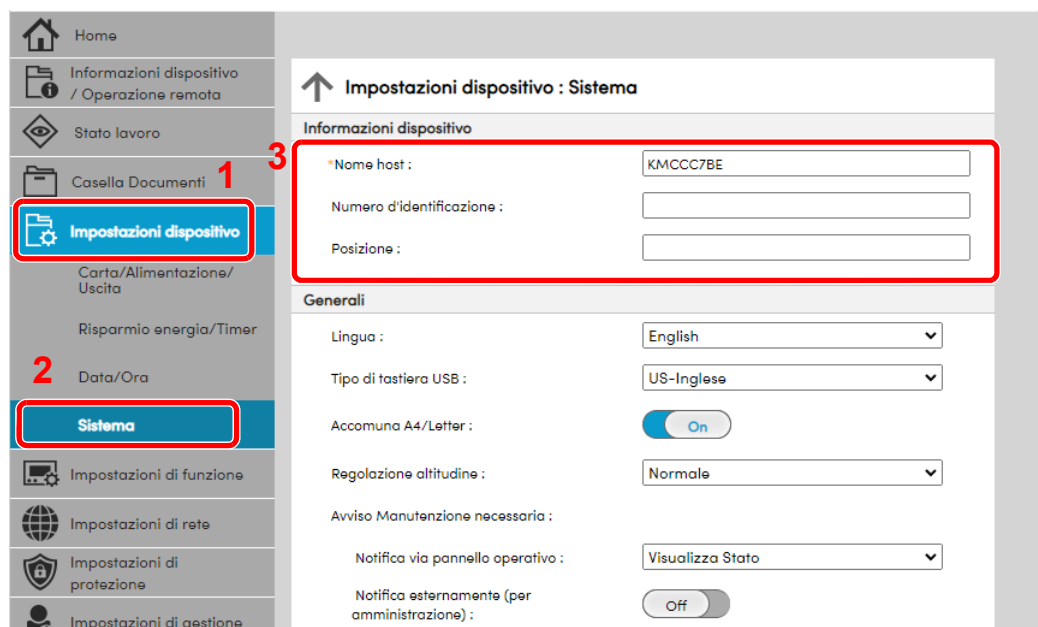 Home
Informazioni dispositivo
/ Operazione remota
Stato lavoro
Casella Documenti
1
Impostazioni dispositivo
Carta/Alimentazione/
Uscita
Risparmio energia/Timer
2
Data/Ora
Sistema
Impostazioni di funzione
Impostazioni di rete
Impostazioni di
protezione
Impostazioni di gestione
Impostazioni dispositivo : Sistema
Informazioni dispositivo
3
*Nome host : KMCCC7BE
Numero d'identificazione :
Posizione :
Generali
Lingua : English
Tipo di tastiera USB : US-Inglese
Accomuna A4/Letter : On
Regolazione altitudine : Normale
Avviso Manutenzione necessaria :
Notifica via pannello operativo : Visualizza Stato
Notifica esternamente (per
amministrazione) : Off